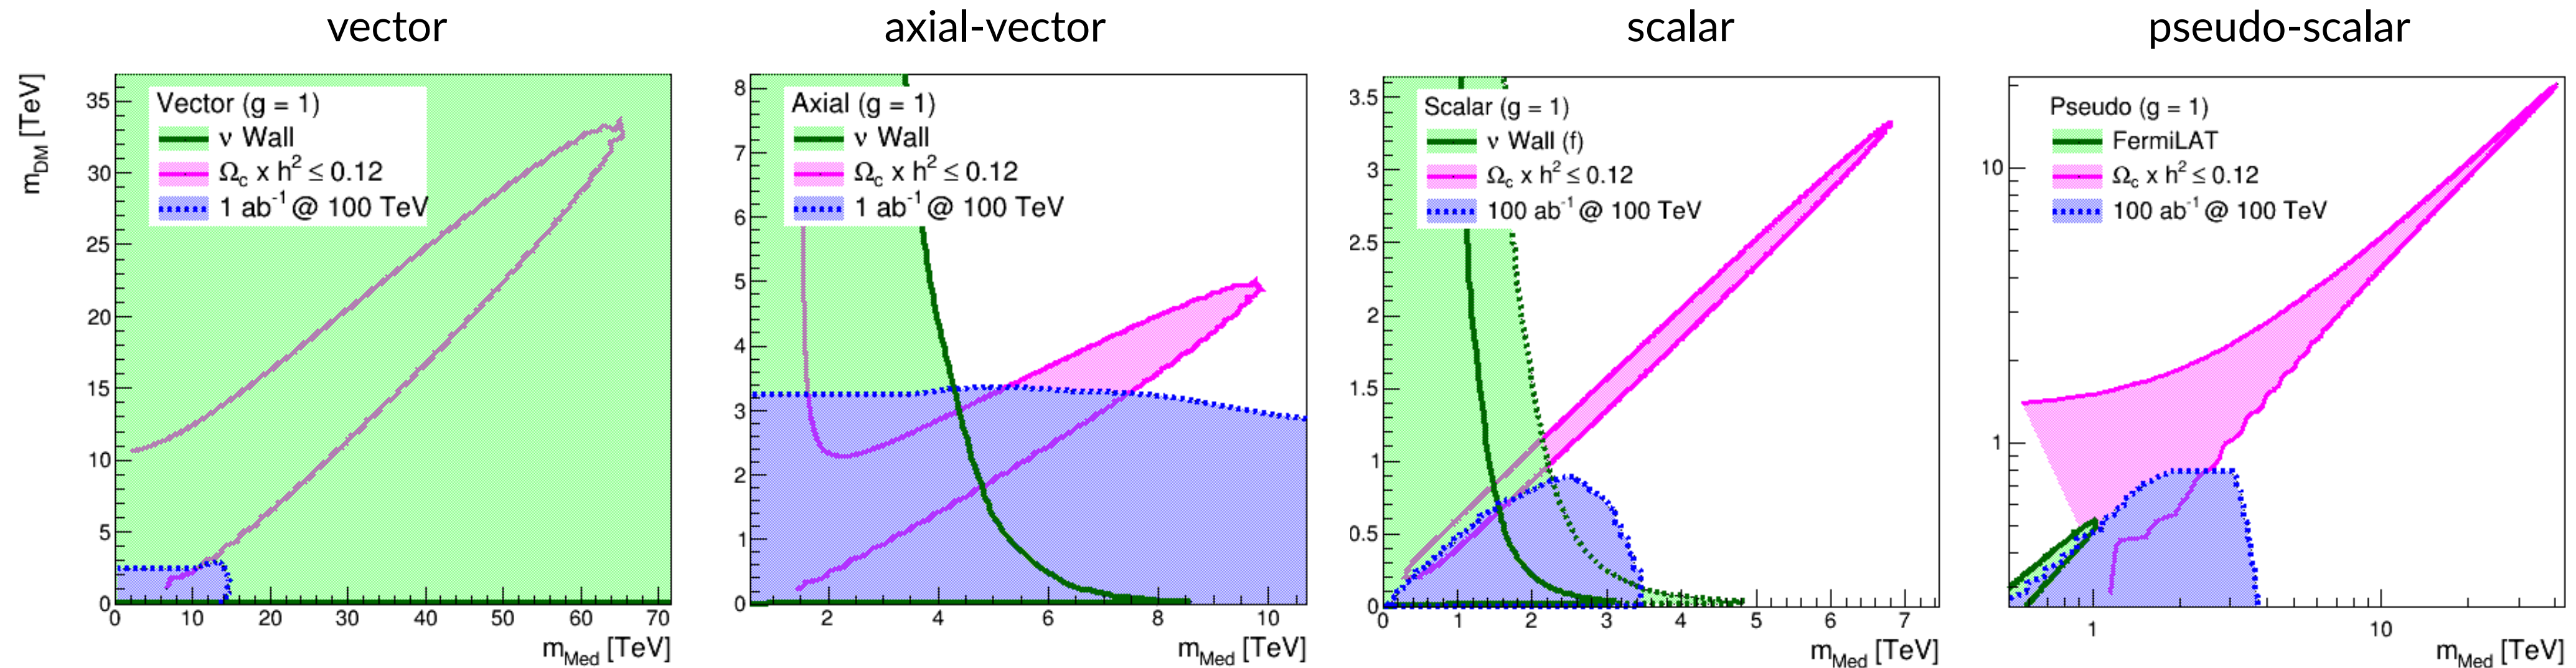 vector
axial-vector
scalar
pseudo-scalar
m_DM [TeV]
35
30
25
20
15
10
5
0
Vector (g = 1)
ν Wall
Ω_c x h² ≤ 0.12
1 ab⁻¹ @ 100 TeV
0 10 20 30 40 50 60 70
m_Med [TeV]
8
7
6
5
4
3
2
1
0
Axial (g = 1)
ν Wall
Ω_c x h² ≤ 0.12
1 ab⁻¹ @ 100 TeV
2 4 6 8 10
m_Med [TeV]
3.5
3
2.5
2
1.5
1
0.5
0
Scalar (g = 1)
ν Wall (f)
Ω_c x h² ≤ 0.12
100 ab⁻¹ @ 100 TeV
0 1 2 3 4 5 6 7
m_Med [TeV]
10
1
Pseudo (g = 1)
FermiLAT
Ω_c x h² ≤ 0.12
100 ab⁻¹ @ 100 TeV
1 10
m_Med [TeV]